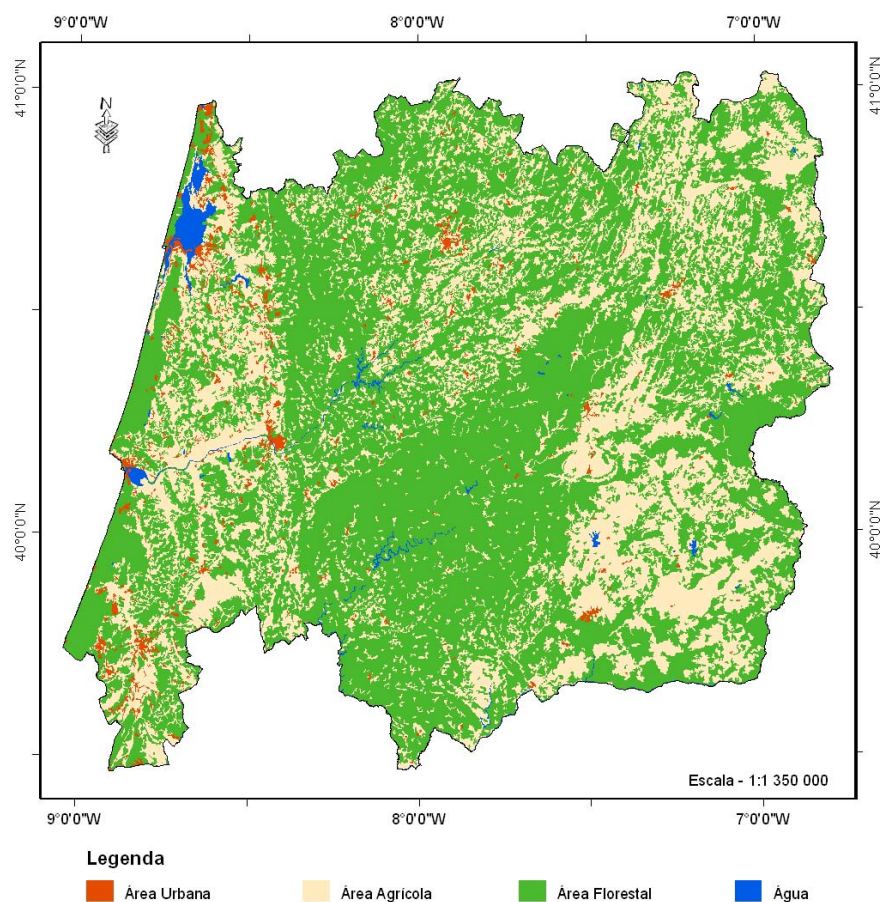 9°0'0"W 8°0'0"W 7°0'0"W
41°0'0"N
41°0'0"N
N
40°0'0"N
40°0'0"N
Escala - 1:1 350 000
9°0'0"W 8°0'0"W 7°0'0"W
Legenda
Área Urbana Área Agrícola Área Florestal Água